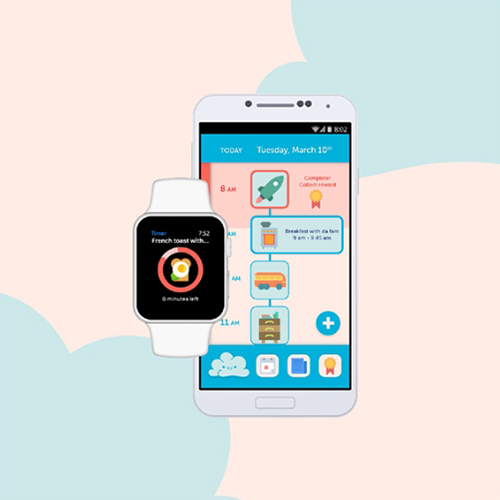 8:02
TODAY Tuesday, March 10th
8 AM
Complete!
Collect reward
AM
Breakfast with da fam
9 am - 9:45 am
AM
11 AM
Timer 7:52
French toast with...
0 minutes left